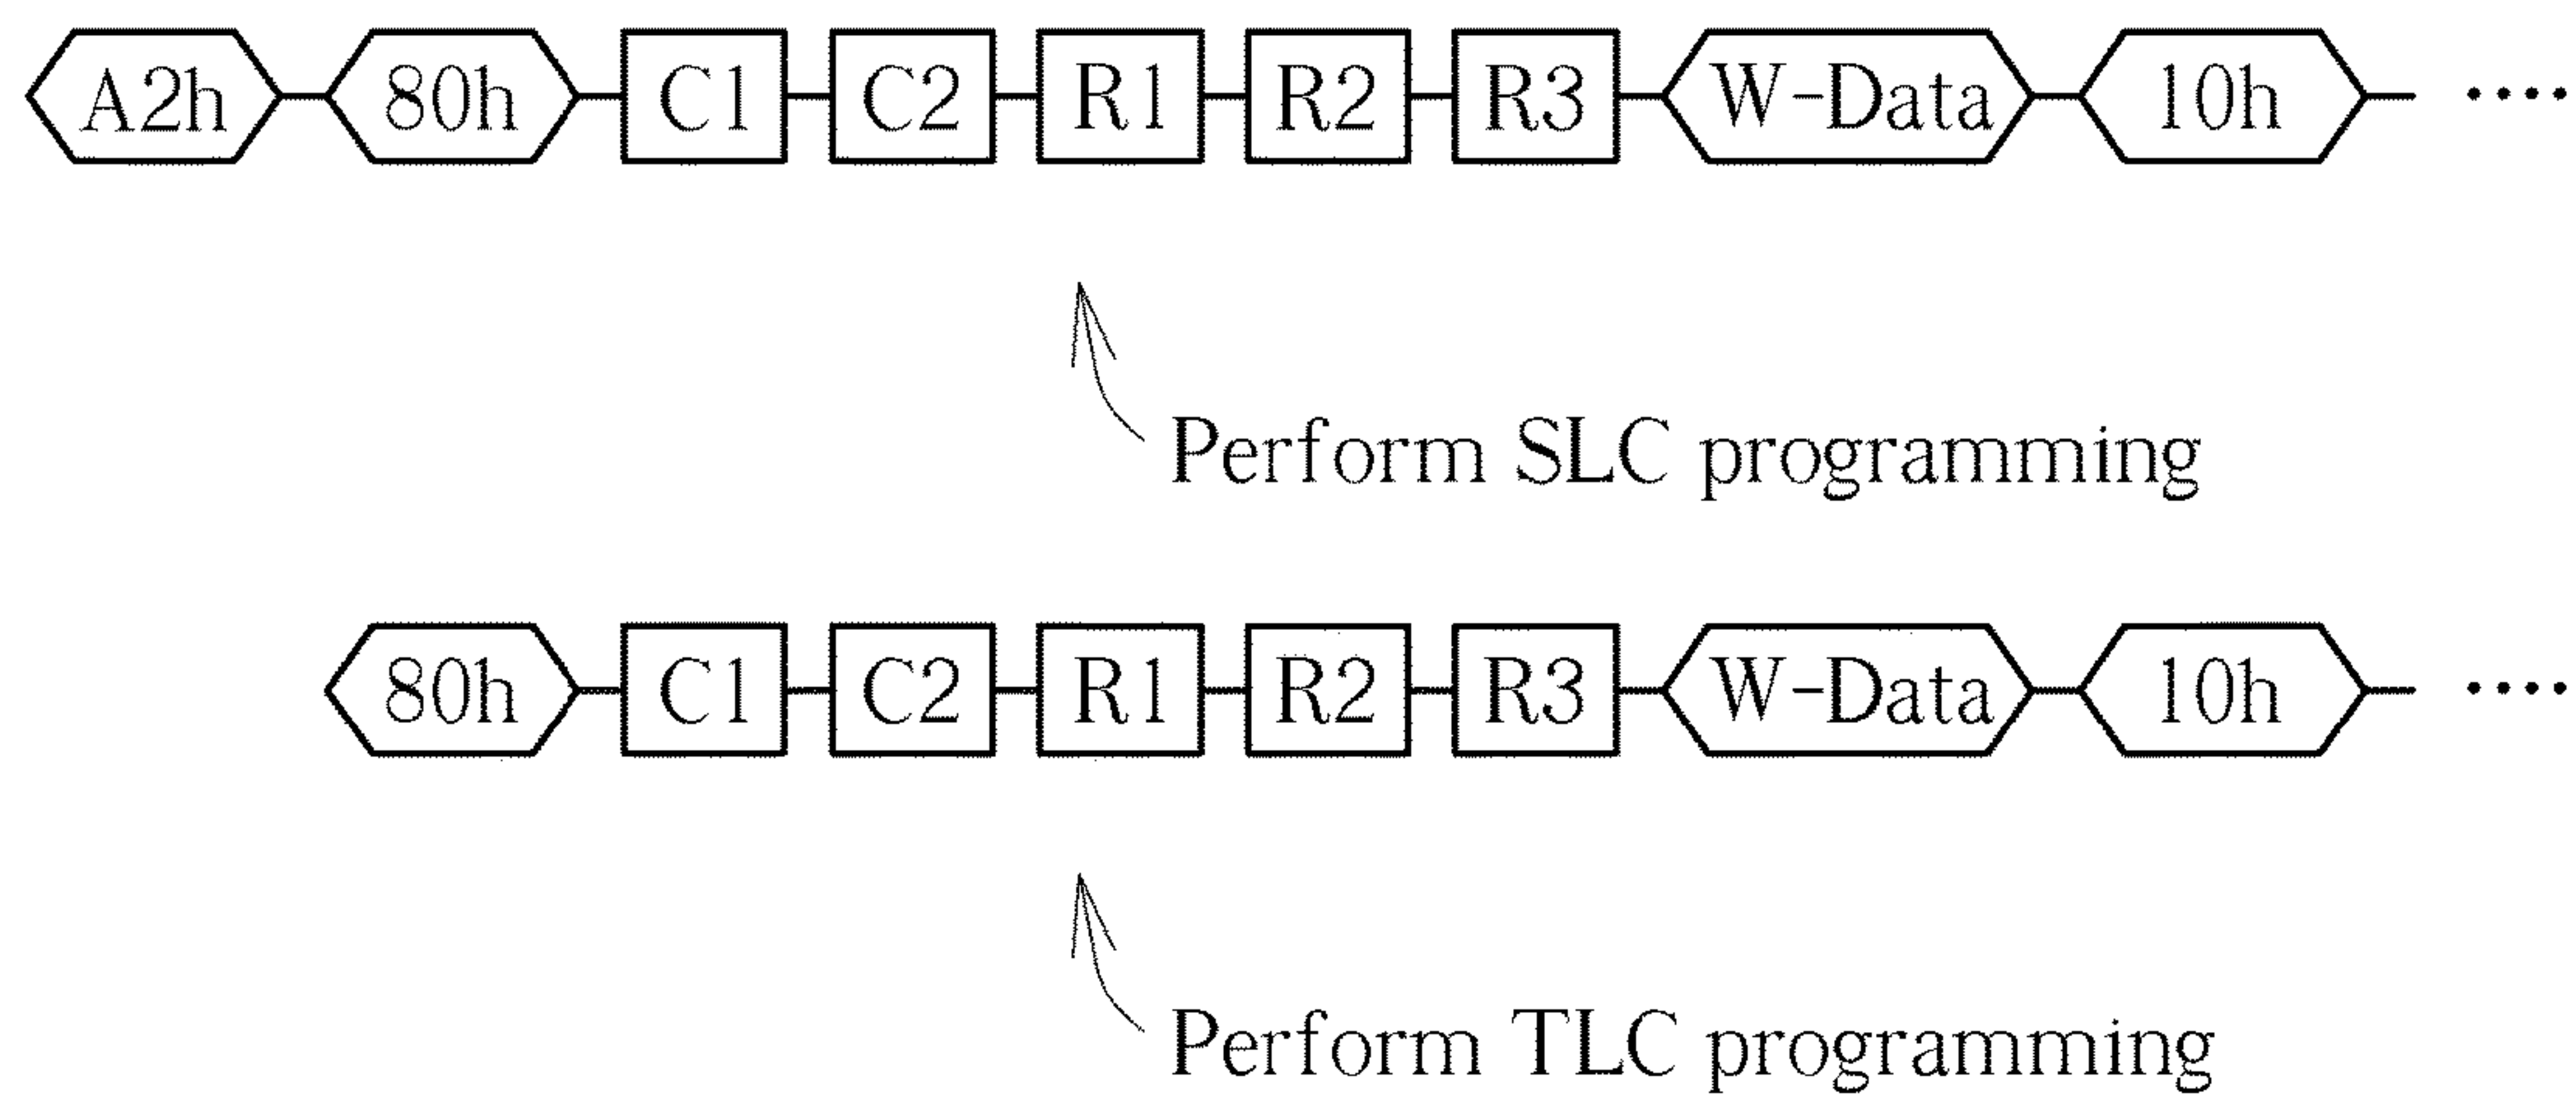 A2h 80h C1 C2 R1 R2 R3 W-Data 10h ....
Perform SLC programming
80h C1 C2 R1 R2 R3 W-Data 10h ....
Perform TLC programming